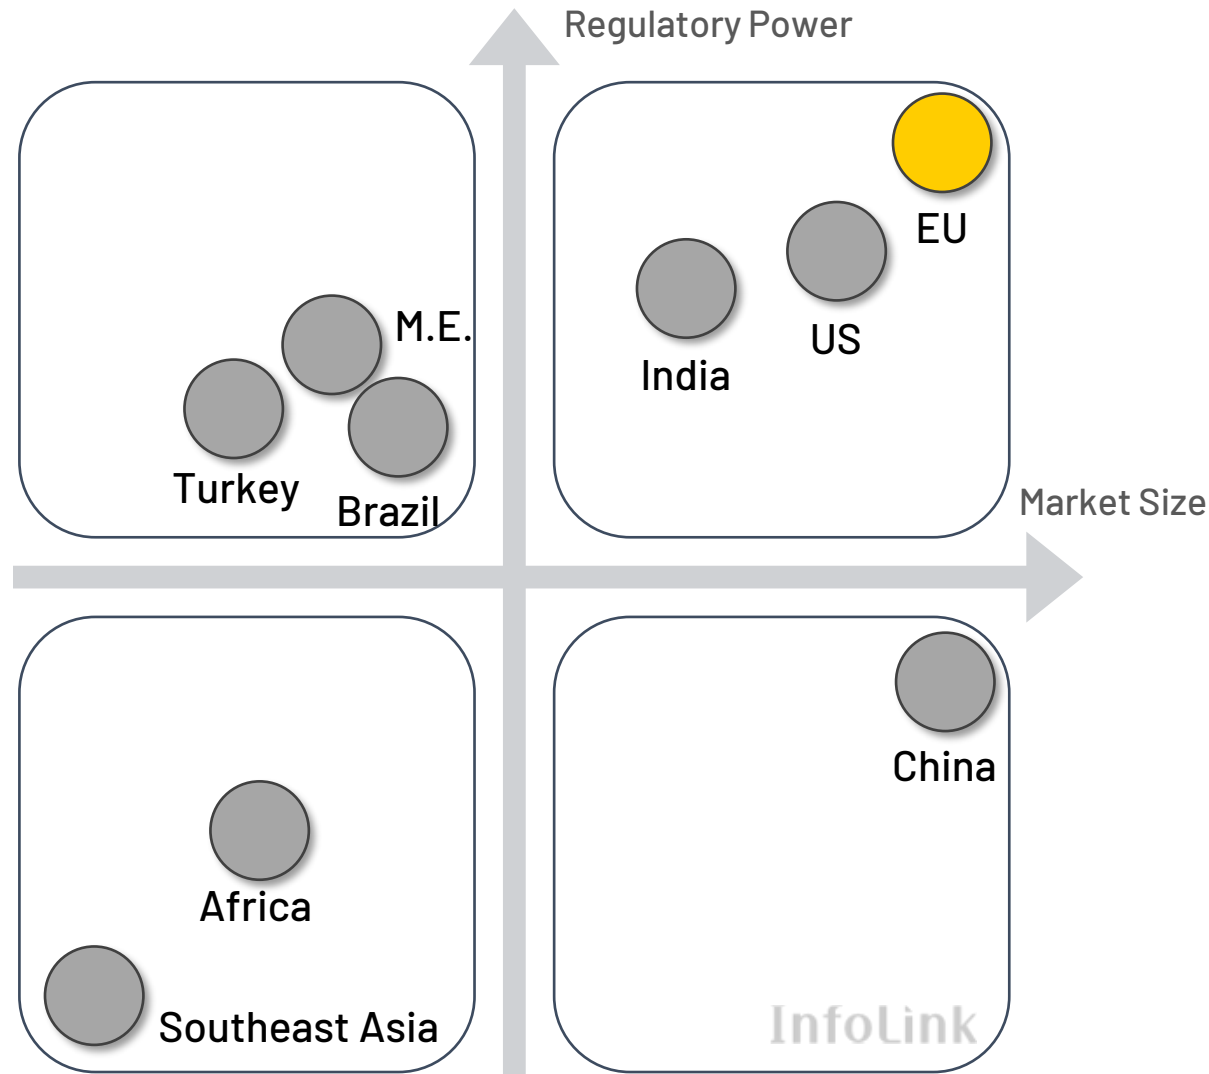 Regulatory Power
EU
M.E.
US
India
Turkey
Brazil
Market Size
China
Africa
Southeast Asia
InfoLink